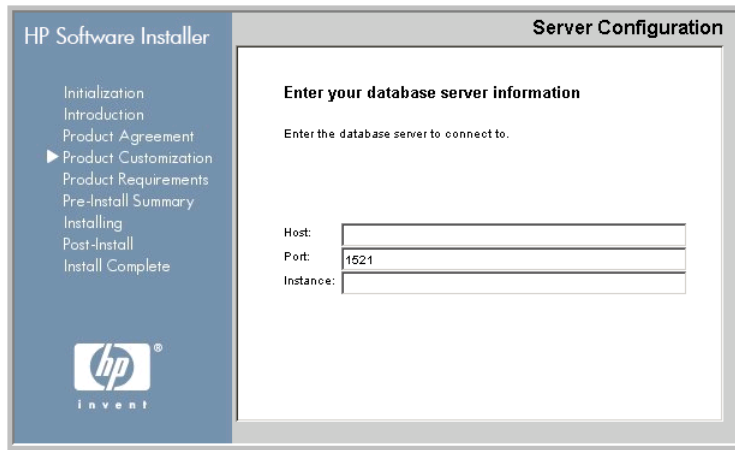 HP Software Installer
Server Configuration
Initialization
Introduction
Product Agreement
Product Customization
Product Requirements
Pre-Install Summary
Installing
Post-Install
Install Complete
Enter your database server information
Enter the database server to connect to.
Host:
Port: 1521
Instance:
hp ®
invent